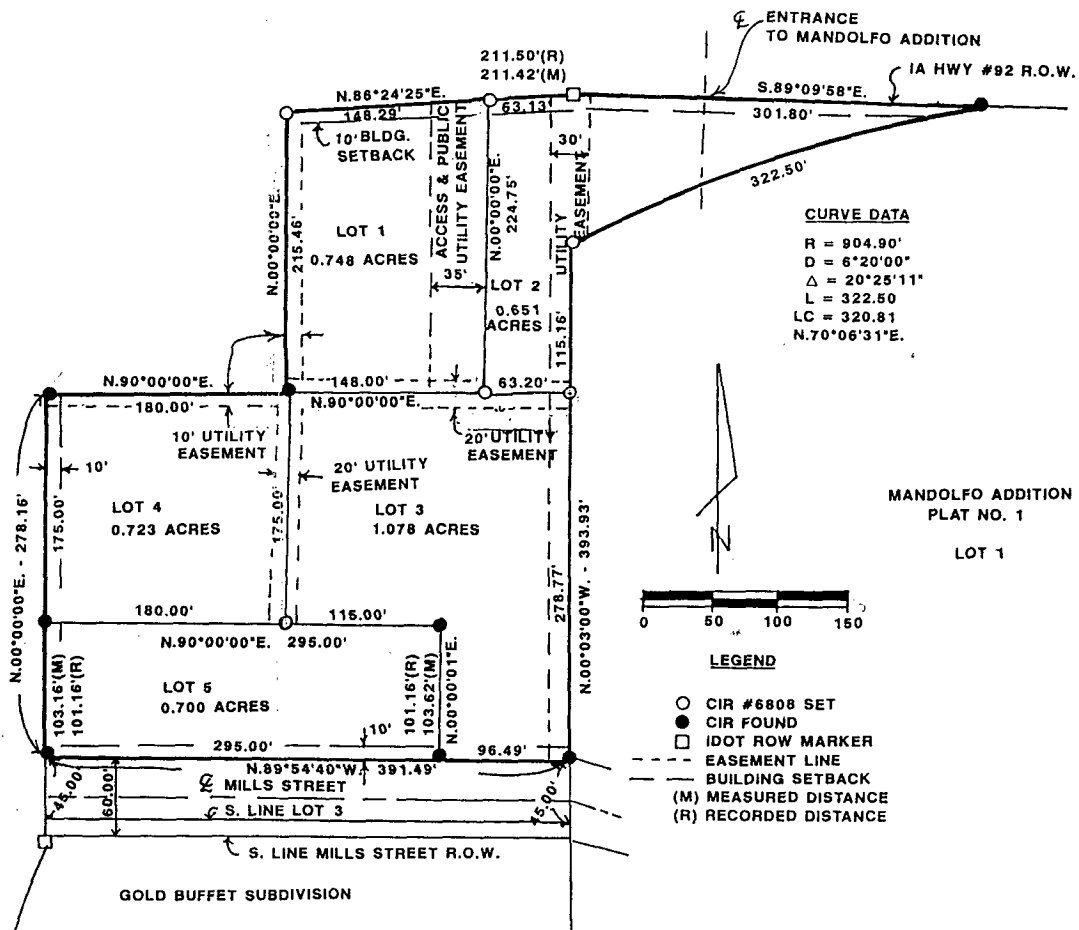 ℄ ENTRANCE
TO MANDOLFO ADDITION
211.50'(R)
211.42'(M)
IA HWY #92 R.O.W.
N.86°24'25"E.
S.89°09'58"E.
148.29'
63.13'
301.80'
10' BLDG.
SETBACK
30'
322.50'
ACCESS & PUBLIC
UTILITY EASEMENT
N.00°00'00"E.
224.75'
UTILITY
EASEMENT
N.00°00'00"E.
215.46'
LOT 1
0.748 ACRES
35'
LOT 2
0.651
ACRES
115.16'
CURVE DATA
R = 904.90'
D = 6°20'00"
Δ = 20°25'11"
L = 322.50
LC = 320.81
N.70°06'31"E.
N.90°00'00"E.
180.00'
148.00'
63.20'
N.90°00'00"E.
10' UTILITY
EASEMENT
20' UTILITY
EASEMENT
10'
20' UTILITY
EASEMENT
LOT 4
0.723 ACRES
LOT 3
1.078 ACRES
175.00'
175.00'
N.00°00'00"E. - 278.16'
278.77'
N.00°03'00"W. - 393.93'
MANDOLFO ADDITION
PLAT NO. 1
LOT 1
N
0 50 100 150
180.00'
115.00'
N.90°00'00"E.
295.00'
103.16'(M)
101.16'(R)
LOT 5
0.700 ACRES
101.16'(R)
103.62'(M)
N.00°00'01"E.
10'
295.00'
96.49'
N.89°54'40"W.
391.49'
℄ MILLS STREET
45.00'
60.00'
45.00'
S. LINE LOT 3
S. LINE MILLS STREET R.O.W.
GOLD BUFFET SUBDIVISION
LEGEND
CIR #6808 SET
CIR FOUND
IDOT ROW MARKER
EASEMENT LINE
BUILDING SETBACK
(M) MEASURED DISTANCE
(R) RECORDED DISTANCE